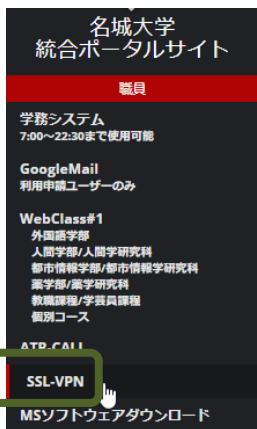 名城大学
統合ポータルサイト
職員
学務システム
7:00～22:30まで使用可能
GoogleMail
利用申請ユーザーのみ
WebClass#1
外国語学部
人間学部/人間学研究科
都市情報学部/都市情報学研究科
薬学部/薬学研究科
教職課程/学芸員課程
個別コース
ATR-CALL
SSL-VPN
MSソフトウェアダウンロード